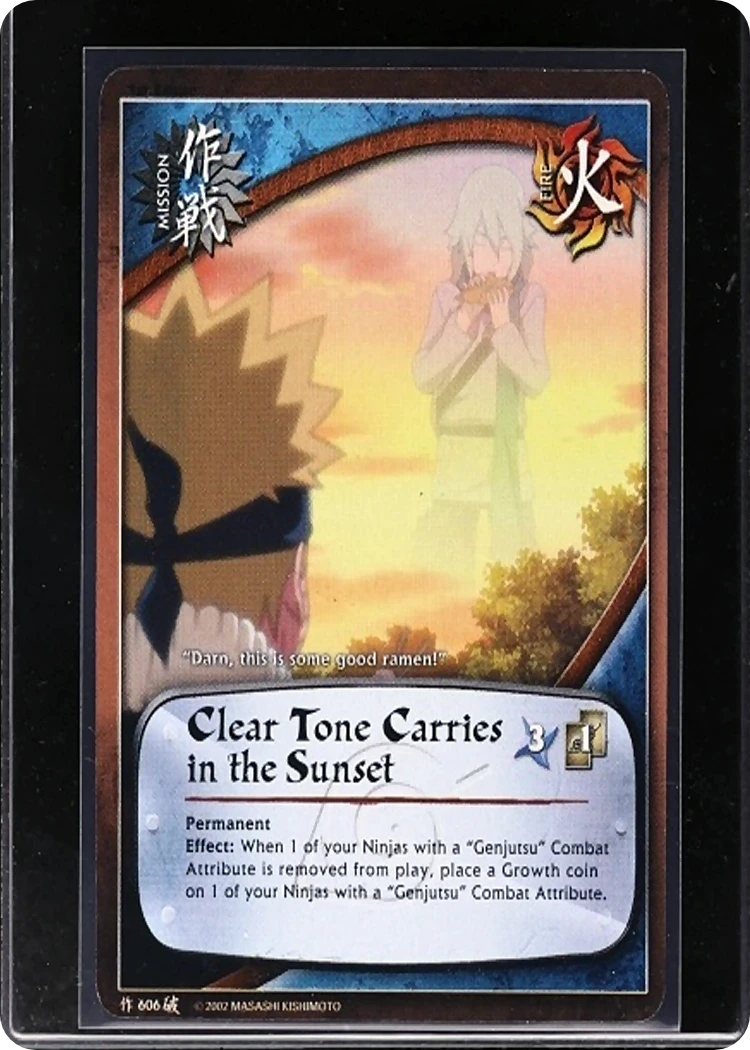 MISSION
作戦
FIRE
火
"Darn, this is some good ramen!"
Clear Tone Carries
in the Sunset
3
1
Permanent
Effect: When 1 of your Ninjas with a "Genjutsu" Combat
Attribute is removed from play, place a Growth coin
on 1 of your Ninjas with a "Genjutsu" Combat Attribute.
作 606 破 © 2002 MASASHI KISHIMOTO